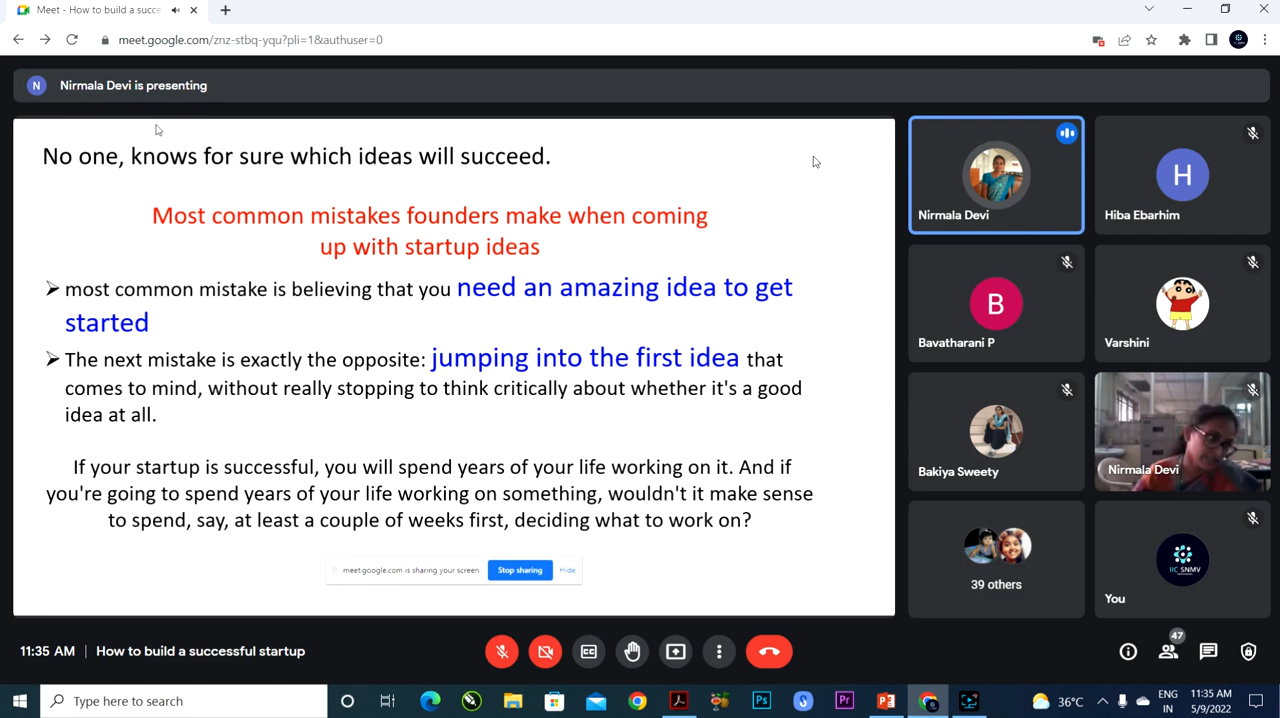 Meet - How to build a succe
meet.google.com/znz-stbq-yqu?pli=1&authuser=0
N
Nirmala Devi is presenting
No one, knows for sure which ideas will succeed.
Most common mistakes founders make when coming
up with startup ideas
most common mistake is believing that you need an amazing idea to get
started
The next mistake is exactly the opposite: jumping into the first idea that
comes to mind, without really stopping to think critically about whether it's a good
idea at all.
If your startup is successful, you will spend years of your life working on it. And if
you're going to spend years of your life working on something, wouldn't it make sense
to spend, say, at least a couple of weeks first, deciding what to work on?
meet.google.com is sharing your screen. Stop sharing Hide
Nirmala Devi
H
Hiba Ebarhim
B
Bavatharani P
Varshini
Bakiya Sweety
Nirmala Devi
39 others
IIC_SNMV
You
11:35 AM | How to build a successful startup
47
Type here to search
Ps
S
Pr
36°C
ENG
IN
11:35 AM
5/9/2022